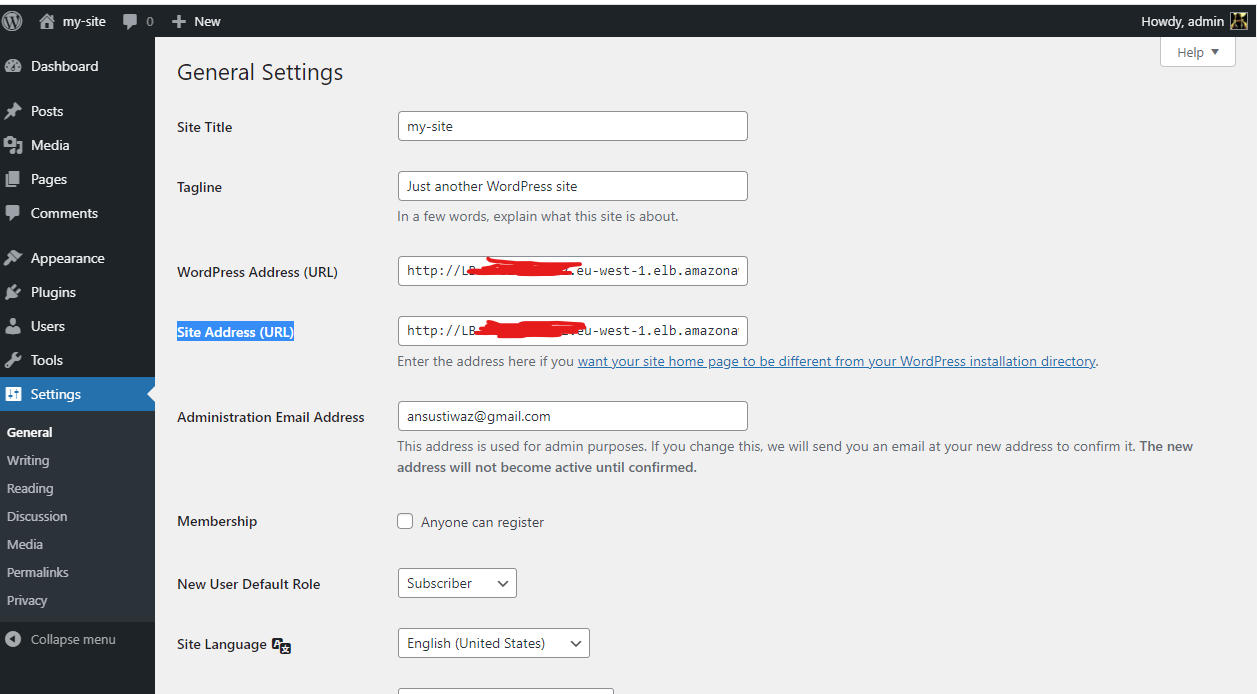 my-site 0 New Howdy, admin
Help
Dashboard
Posts
Media
Pages
Comments
Appearance
Plugins
Users
Tools
Settings
General
Writing
Reading
Discussion
Media
Permalinks
Privacy
Collapse menu
General Settings
Site Title my-site
Tagline Just another WordPress site
In a few words, explain what this site is about.
WordPress Address (URL) http://LB .eu-west-1.elb.amazona
Site Address (URL) http://LB eu-west-1.elb.amazona
Enter the address here if you want your site home page to be different from your WordPress installation directory.
Administration Email Address ansustiwaz@gmail.com
This address is used for admin purposes. If you change this, we will send you an email at your new address to confirm it. The new
address will not become active until confirmed.
Membership Anyone can register
New User Default Role Subscriber
Site Language English (United States)